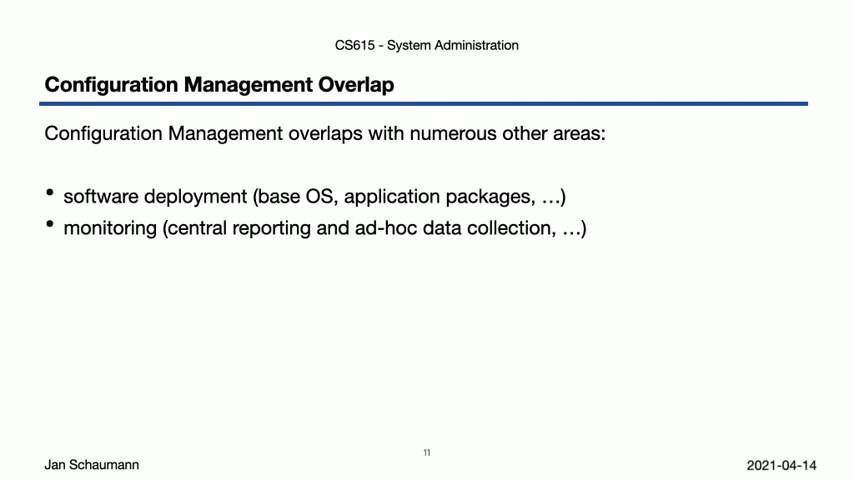 CS615 - System Administration
Configuration Management Overlap
Configuration Management overlaps with numerous other areas:
• software deployment (base OS, application packages, …)
• monitoring (central reporting and ad-hoc data collection, …)
11
Jan Schaumann
2021-04-14